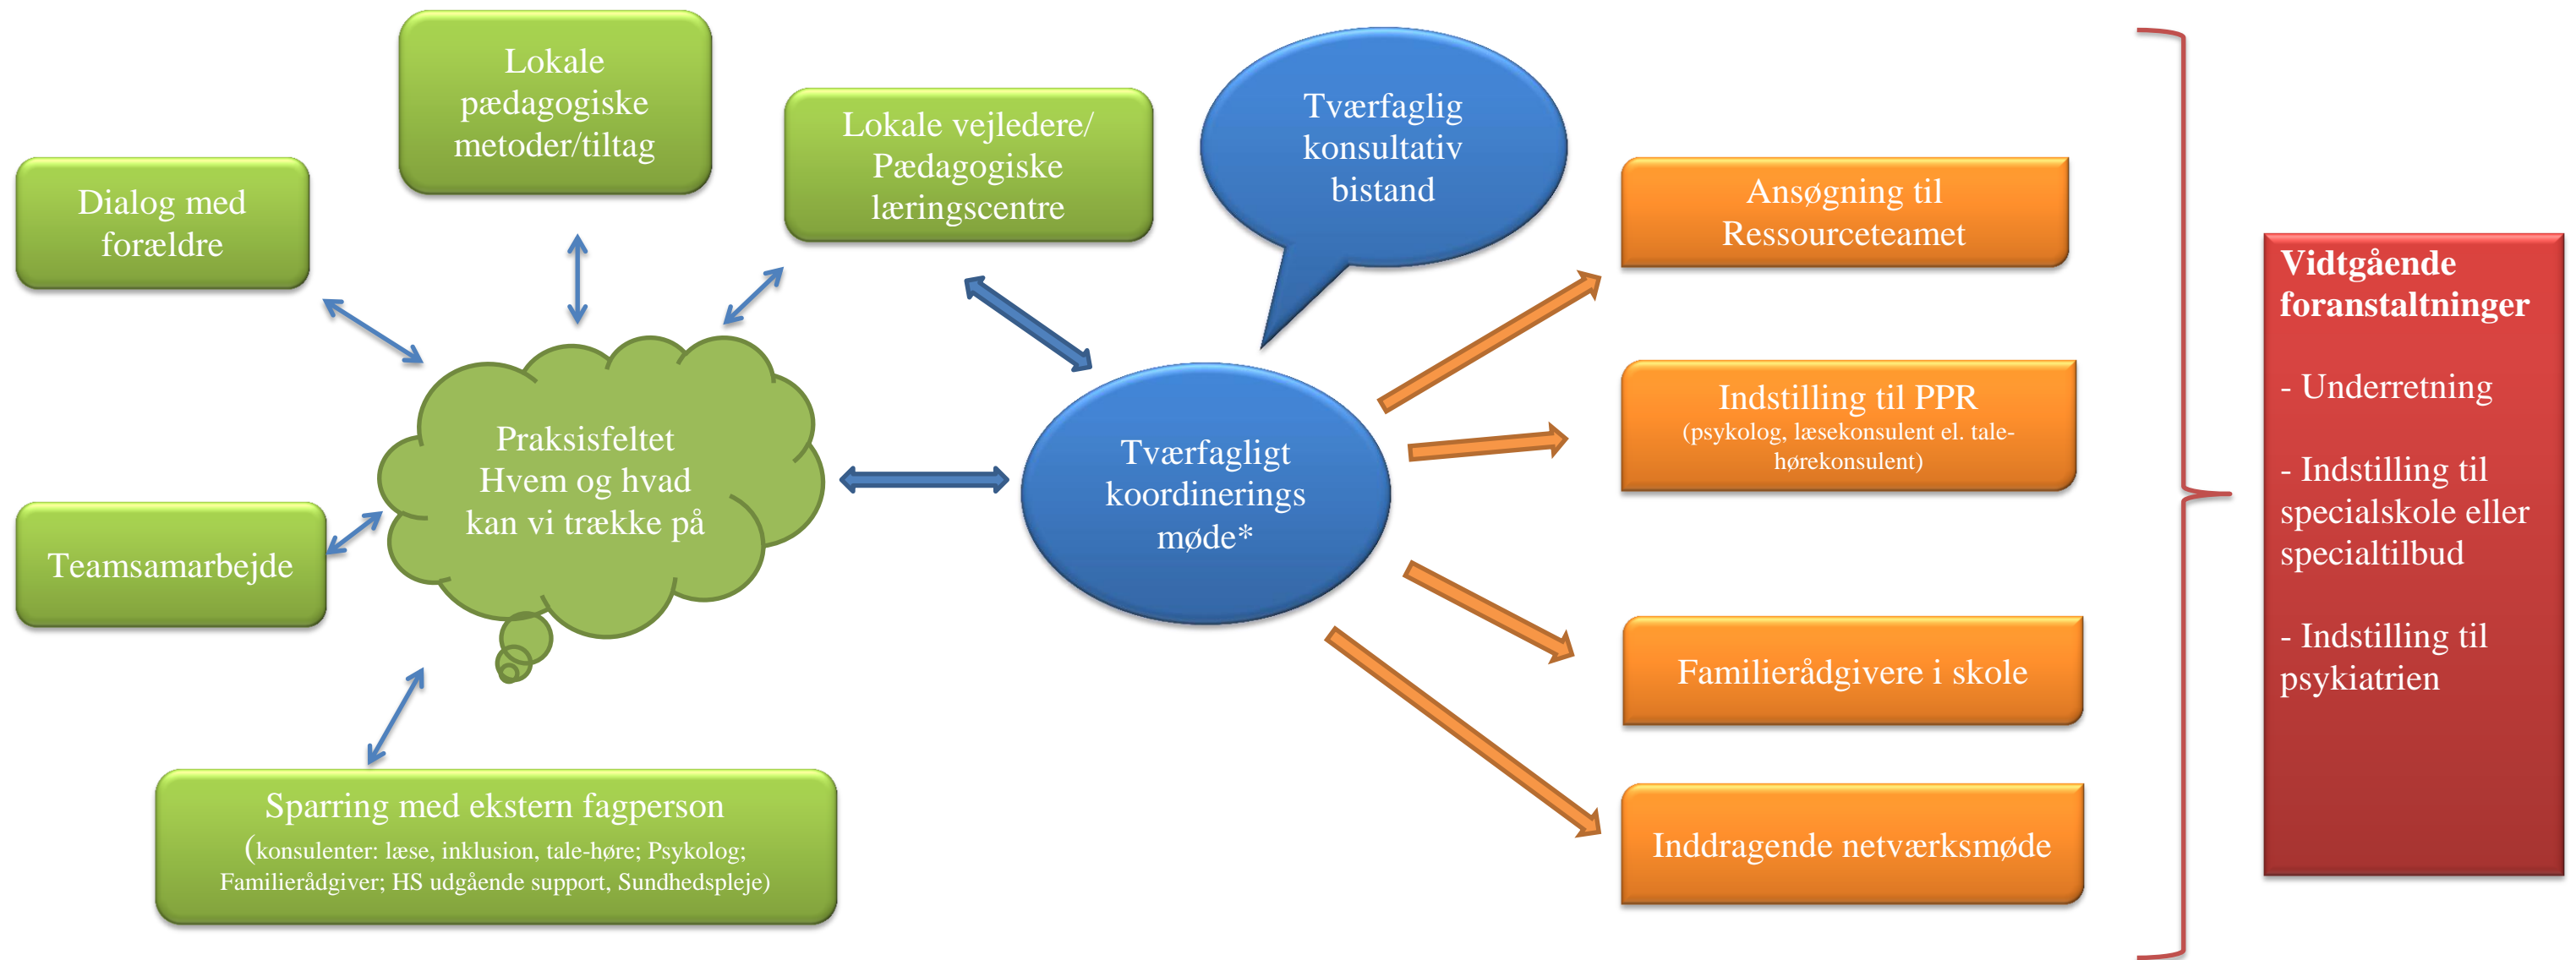 Lokale
pædagogiske
metoder/tiltag
Lokale vejledere/
Pædagogiske
læringscentre
Dialog med
forældre
Teamsamarbejde
Praksisfeltet
Hvem og hvad
kan vi trække på
Sparring med ekstern fagperson
(konsulenter: læse, inklusion, tale-høre; Psykolog;
Familierådgiver; HS udgående support, Sundhedspleje)
Tværfaglig
konsultativ
bistand
Tværfagligt
koordinerings
møde*
Ansøgning til
Ressourceteamet
Indstilling til PPR
(psykolog, læsekonsulent el. tale-
hørekonsulent)
Familierådgivere i skole
Inddragende netværksmøde
Vidtgående
foranstaltninger
- Underretning
- Indstilling til
specialskole eller
specialtilbud
- Indstilling til
psykiatrien